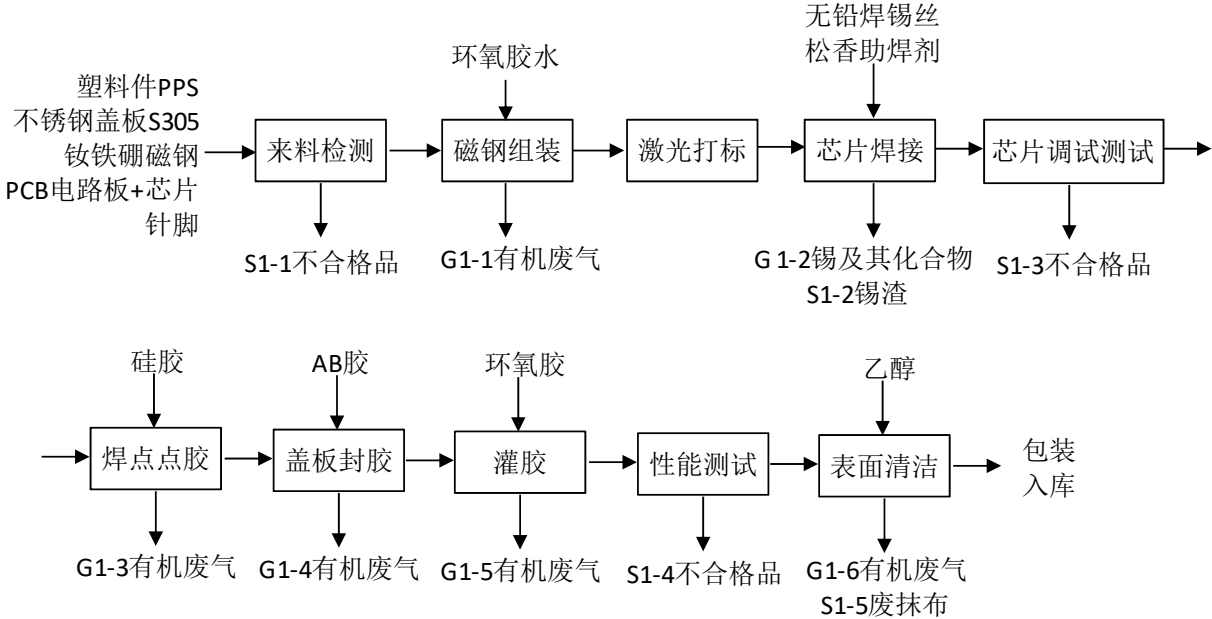 无铅焊锡丝
松香助焊剂
环氧胶水
塑料件PPS
不锈钢盖板S305
钕铁硼磁钢
PCB电路板+芯片
针脚
来料检测
磁钢组装
激光打标
芯片焊接
芯片调试测试
S1-1不合格品
G1-1有机废气
G 1-2锡及其化合物
S1-2锡渣
S1-3不合格品
硅胶
AB胶
环氧胶
乙醇
焊点点胶
盖板封胶
灌胶
性能测试
表面清洁
包装
入库
G1-3有机废气
G1-4有机废气
G1-5有机废气
S1-4不合格品
G1-6有机废气
S1-5废抹布